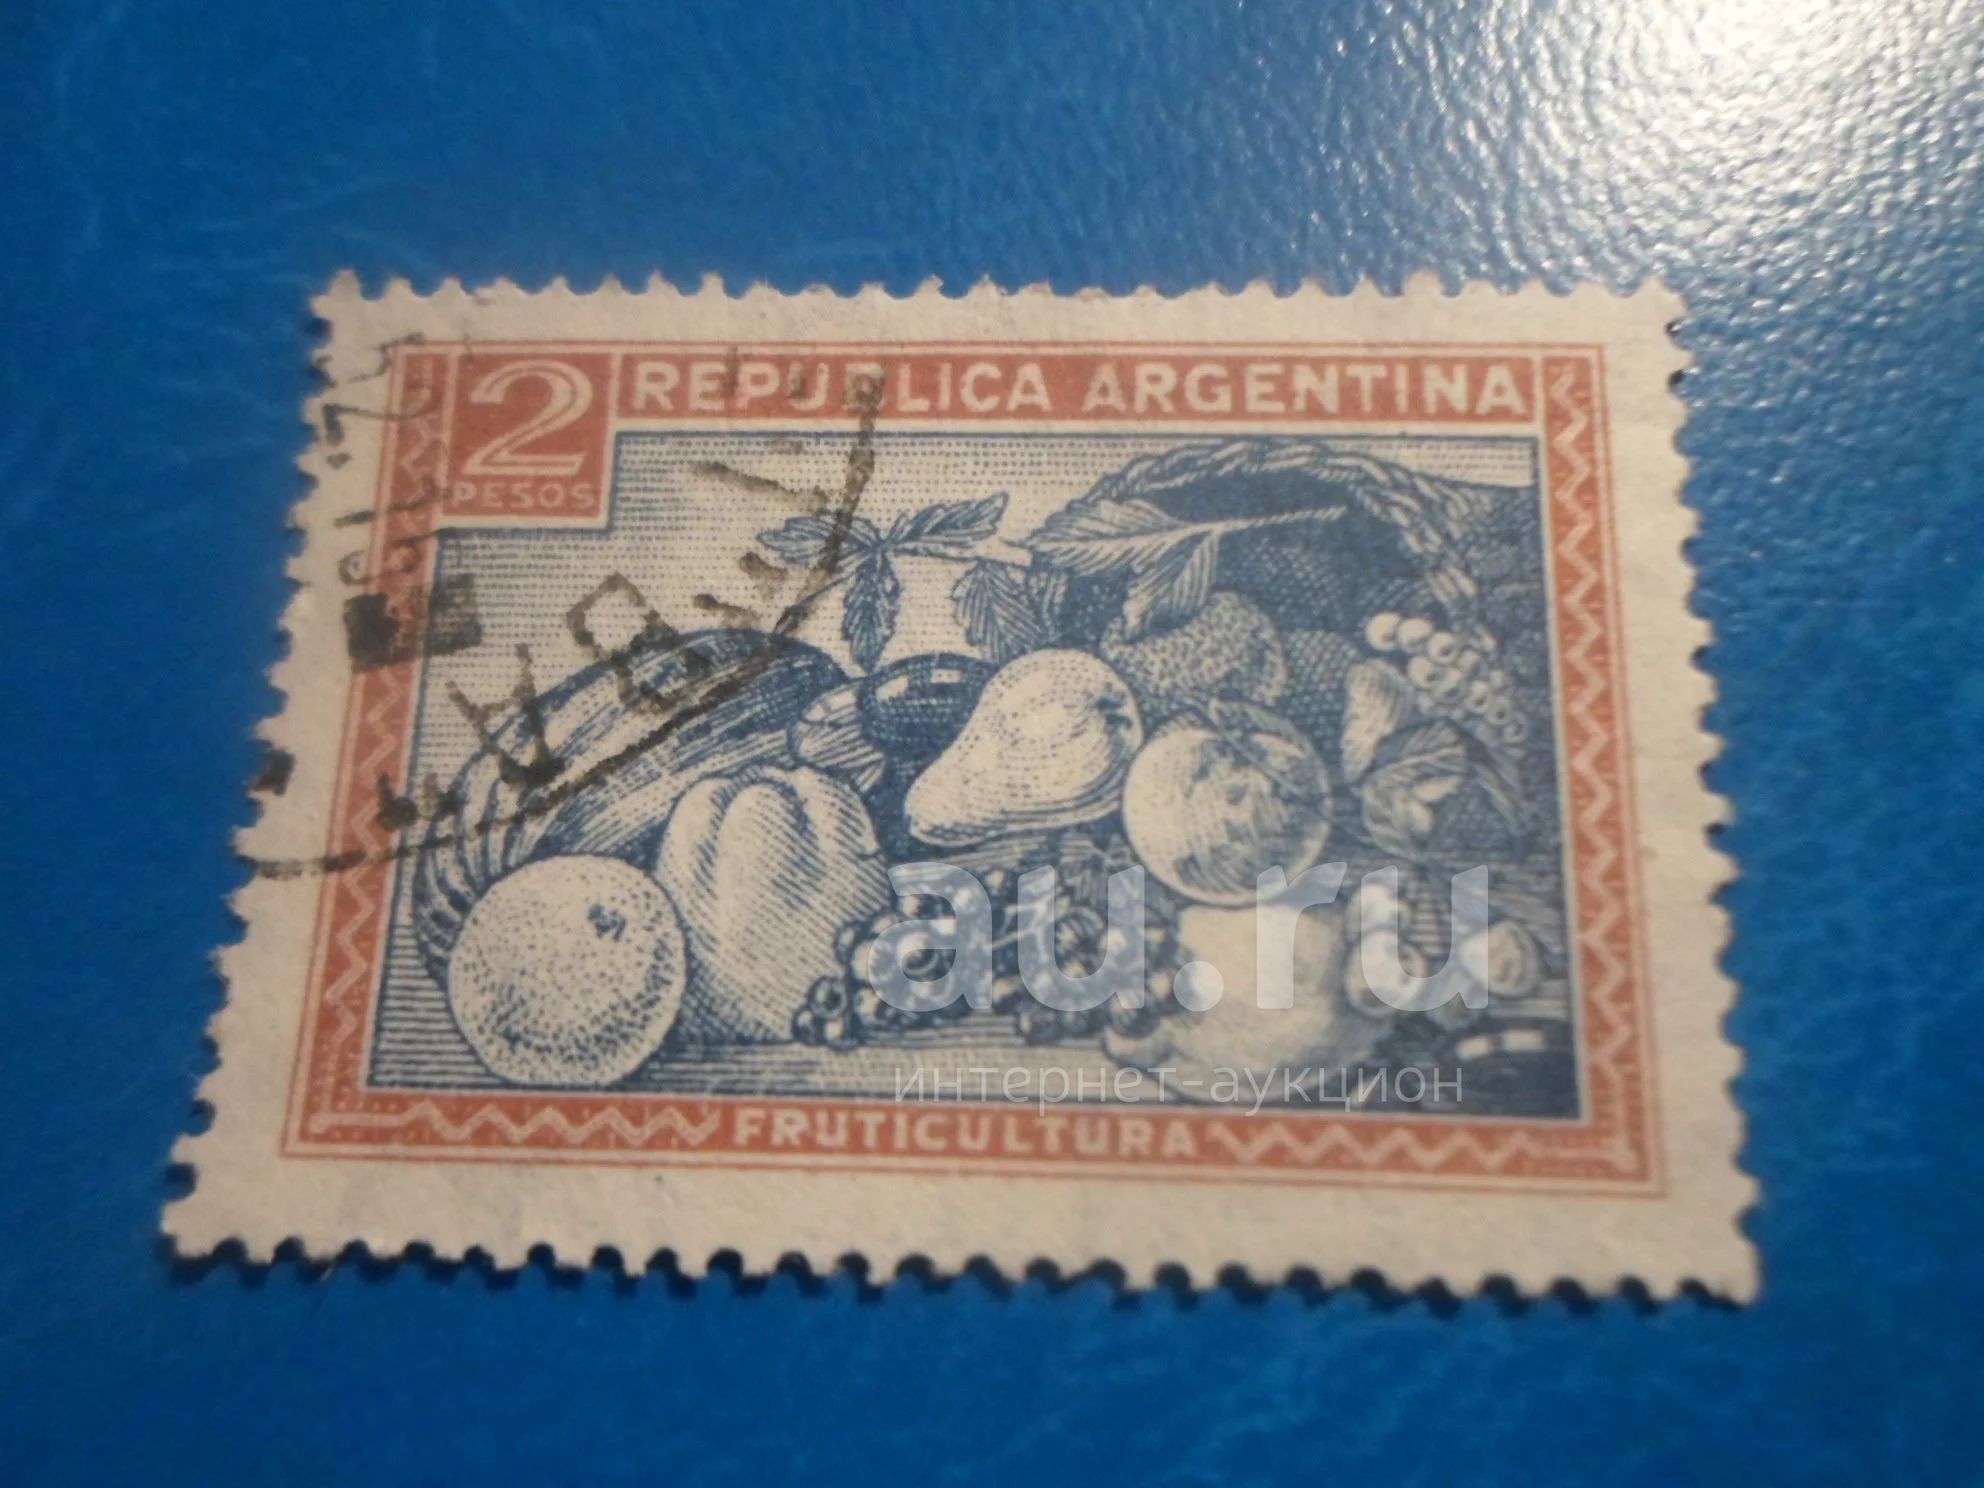 2 REPUBLICA ARGENTINA
PESOS
au.ru
интернет-аукцион
FRUTICULTURA